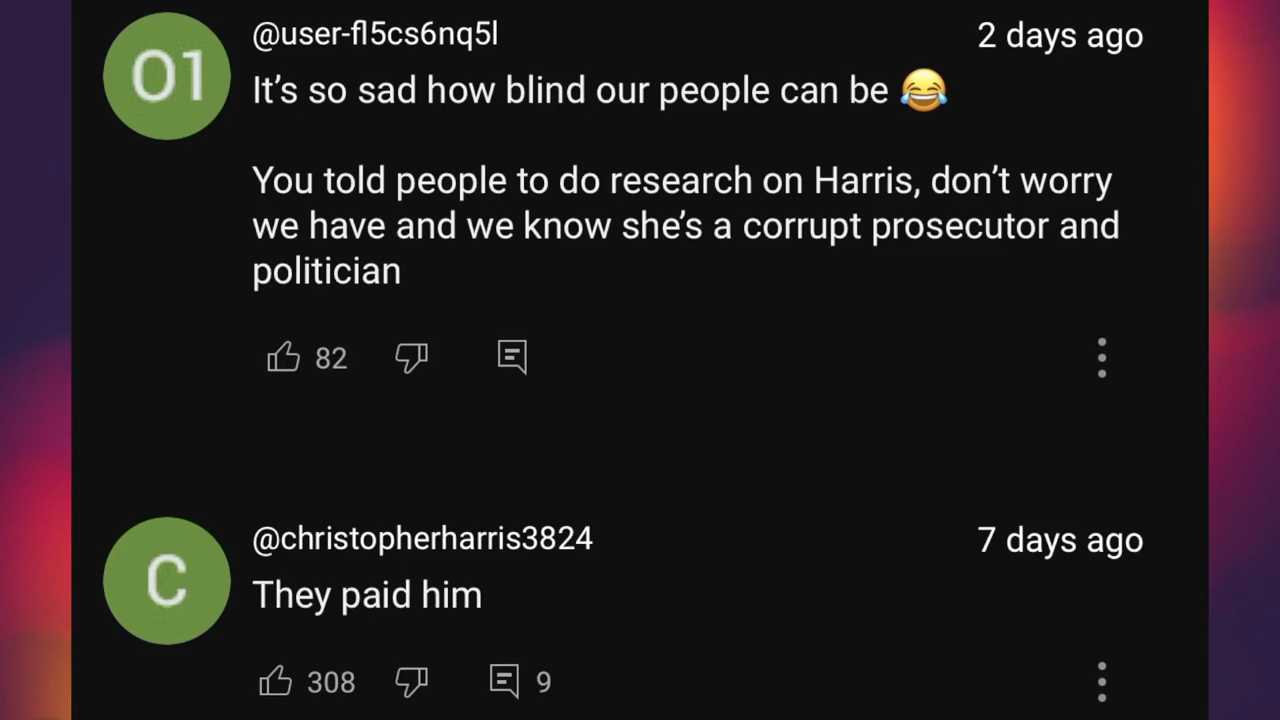 O1
@user-fl5cs6nq5l
2 days ago
It’s so sad how blind our people can be 😂
You told people to do research on Harris, don’t worry
we have and we know she’s a corrupt prosecutor and
politician
82
C
@christopherharris3824
7 days ago
They paid him
308
9